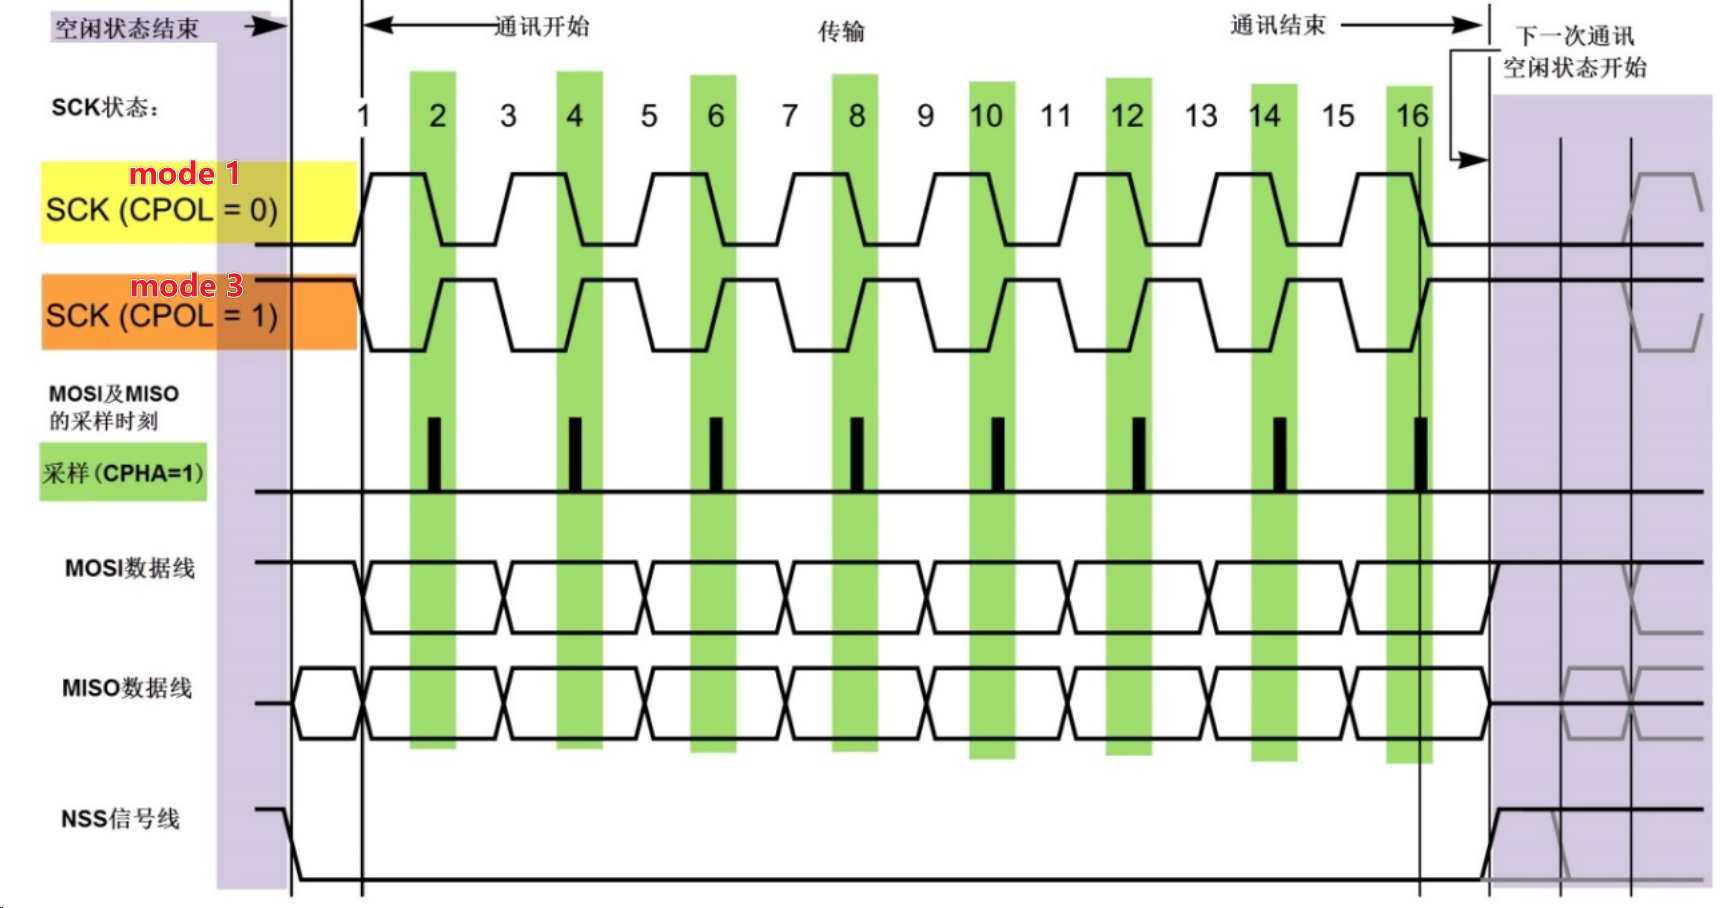 空闲状态结束
通讯开始
传输
通讯结束
下一次通讯
空闲状态开始
SCK状态：
1 2 3 4 5 6 7 8 9 10 11 12 13 14 15 16
mode 1
SCK (CPOL = 0)
mode 3
SCK (CPOL = 1)
MOSI及MISO
的采样时刻
采样（CPHA=1）
MOSI数据线
MISO数据线
NSS信号线